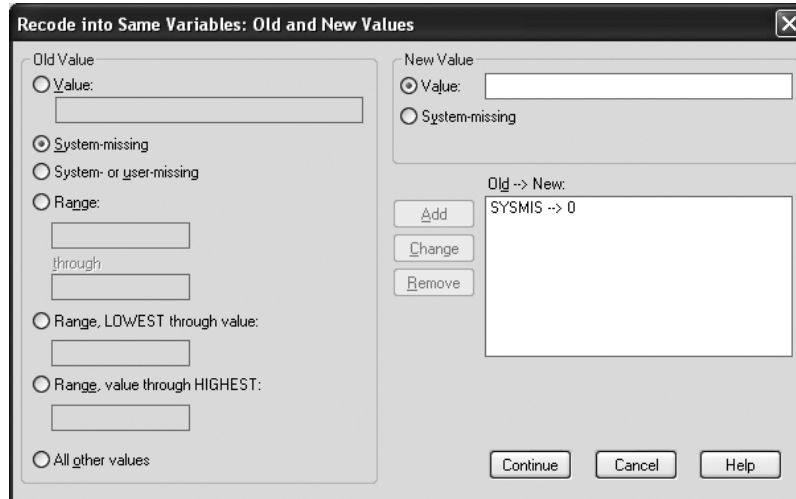 Recode into Same Variables: Old and New Values
Old Value
Value:
System-missing
System- or user-missing
Range:
through
Range, LOWEST through value:
Range, value through HIGHEST:
All other values
New Value
Value:
System-missing
Old --> New:
SYSMIS --> 0
Add
Change
Remove
Continue
Cancel
Help